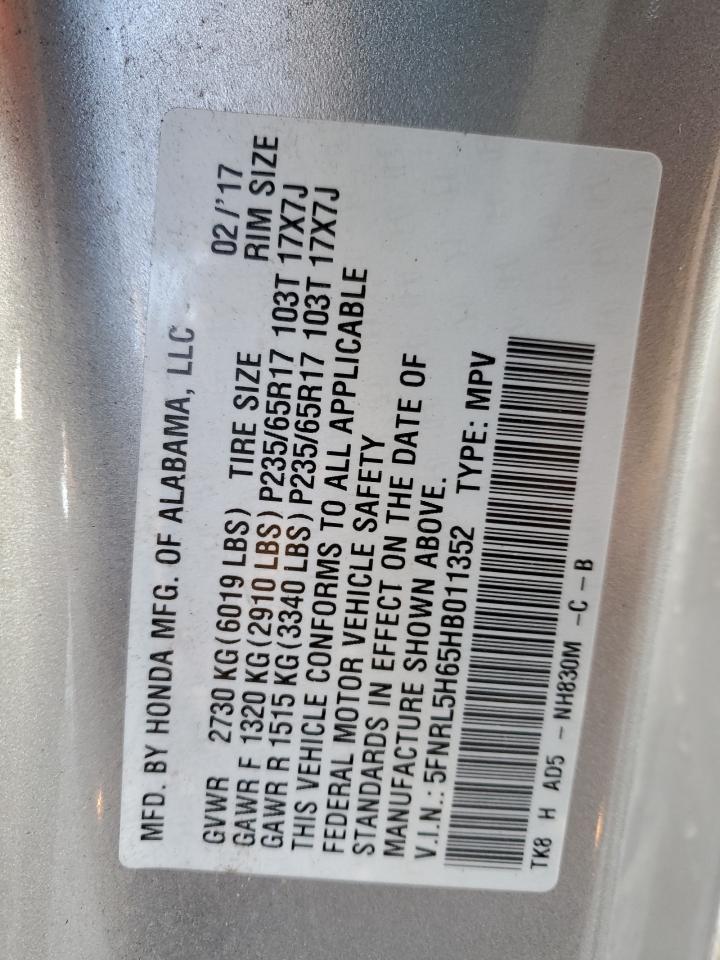 MFD. BY HONDA MFG. OF ALABAMA, LLC 02/'17
GVWR 2730 KG(6019 LBS) TIRE SIZE RIM SIZE
GAWR F 1320 KG(2910 LBS) P235/65R17 103T 17X7J
GAWR R 1515 KG(3340 LBS) P235/65R17 103T 17X7J
THIS VEHICLE CONFORMS TO ALL APPLICABLE
FEDERAL MOTOR VEHICLE SAFETY
STANDARDS IN EFFECT ON THE DATE OF
MANUFACTURE SHOWN ABOVE.
V.I.N.: 5FNRL5H65HB011352 TYPE: MPV
TK8 H AD5 - NH830M -C - B